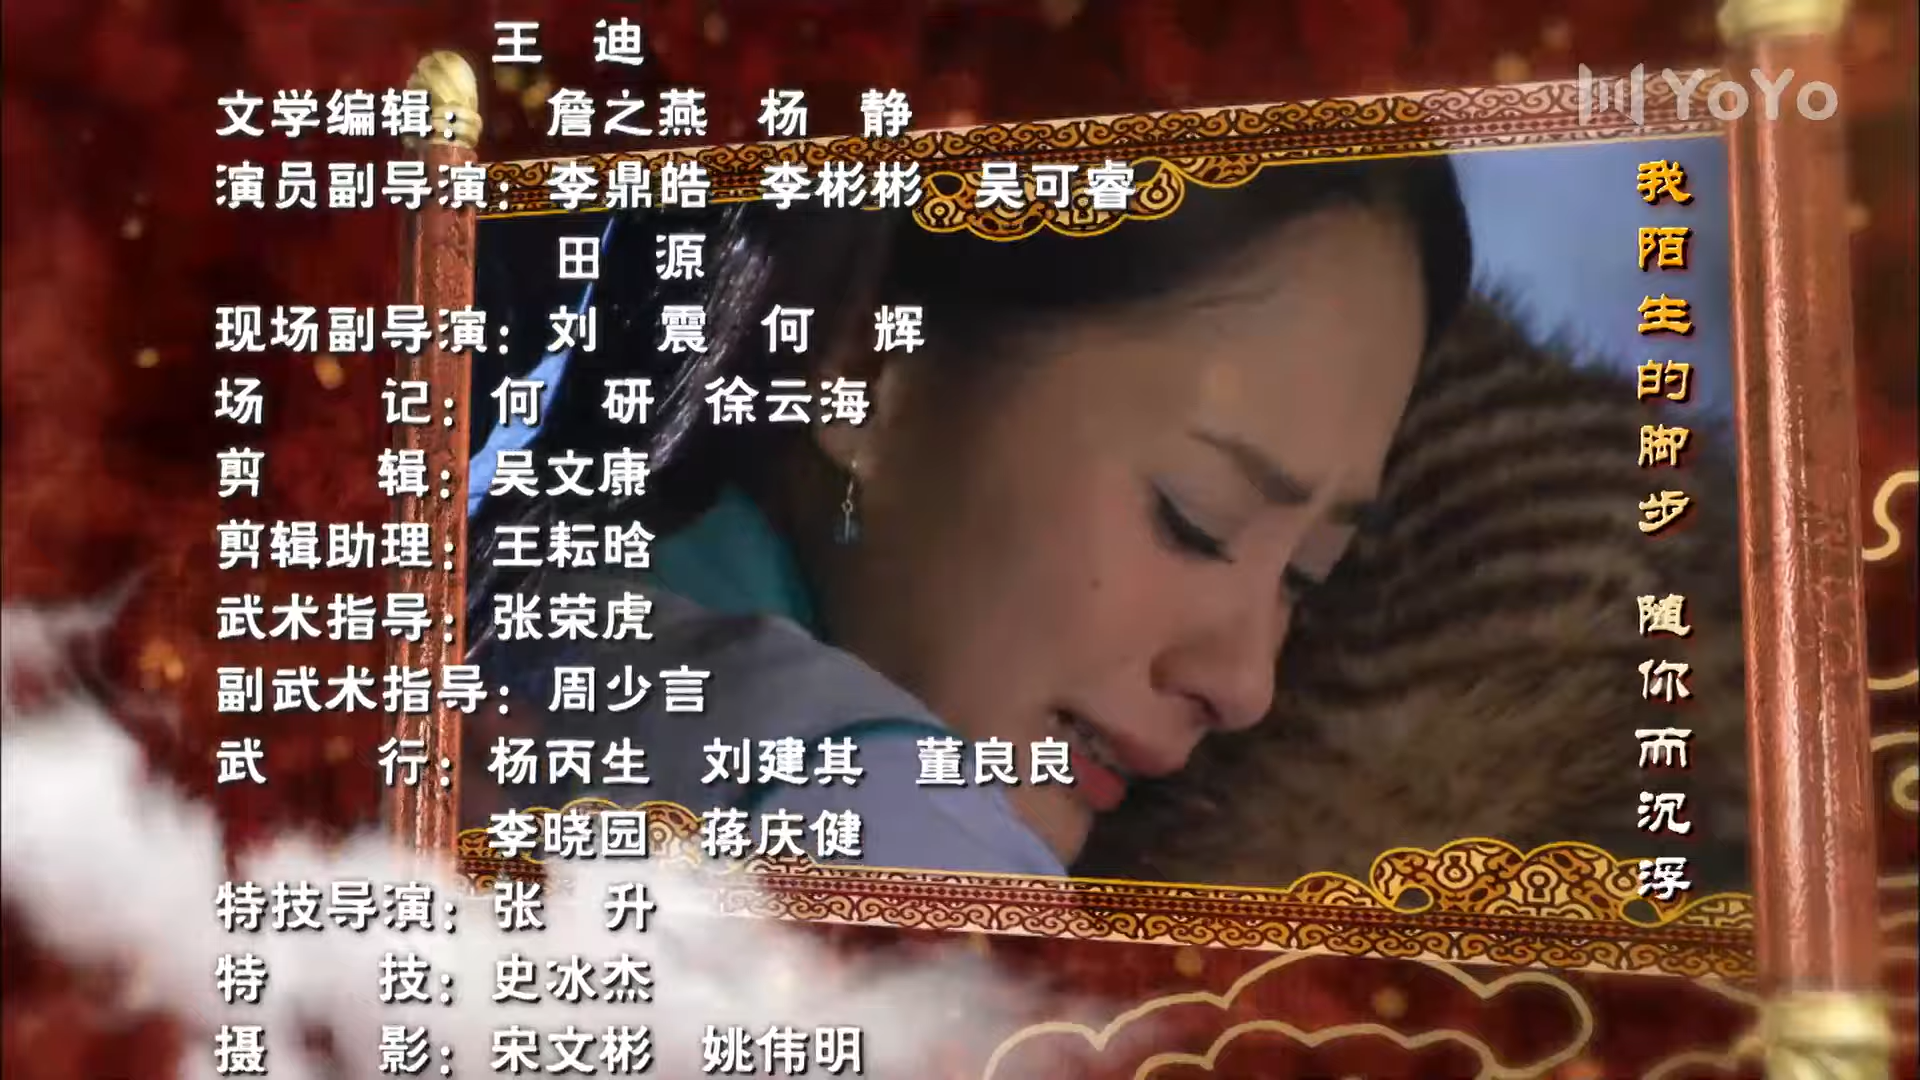 王 迪
文学编辑： 詹之燕 杨 静
演员副导演：李鼎皓 李彬彬 吴可睿
田 源
现场副导演：刘 震 何 辉
场 记：何 研 徐云海
剪 辑：吴文康
剪辑助理：王耘晗
武术指导：张荣虎
副武术指导：周少言
武 行：杨丙生 刘建其 董良良
李晓园 蒋庆健
特技导演：张 升
特 技：史冰杰
摄 影：宋文彬 姚伟明
YoYo
我陌生的脚步 随你而沉浮